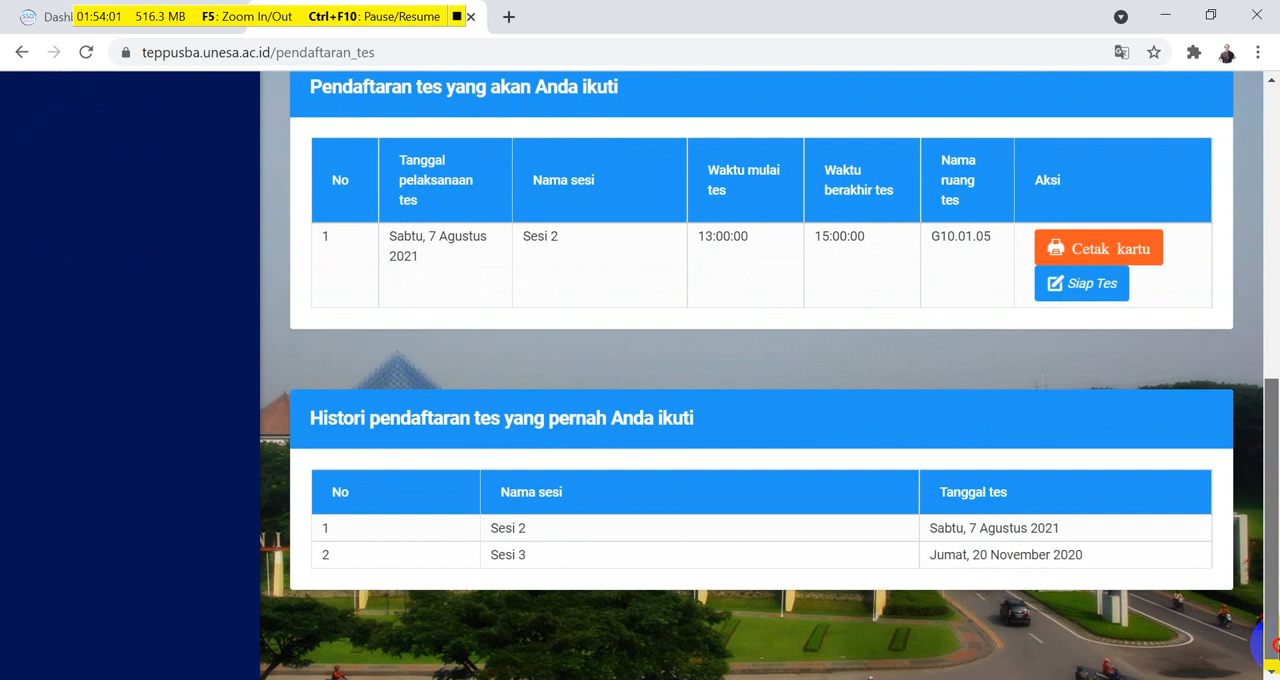 Dashb
01:54:01 516.3 MB F5: Zoom In/Out Ctrl+F10: Pause/Resume
teppusba.unesa.ac.id/pendaftaran_tes
Pendaftaran tes yang akan Anda ikuti
No Tanggal pelaksanaan tes Nama sesi Waktu mulai tes Waktu berakhir tes Nama ruang tes Aksi
1 Sabtu, 7 Agustus 2021 Sesi 2 13:00:00 15:00:00 G10.01.05 Cetak kartu
Siap Tes
Histori pendaftaran tes yang pernah Anda ikuti
No Nama sesi Tanggal tes
1 Sesi 2 Sabtu, 7 Agustus 2021
2 Sesi 3 Jumat, 20 November 2020